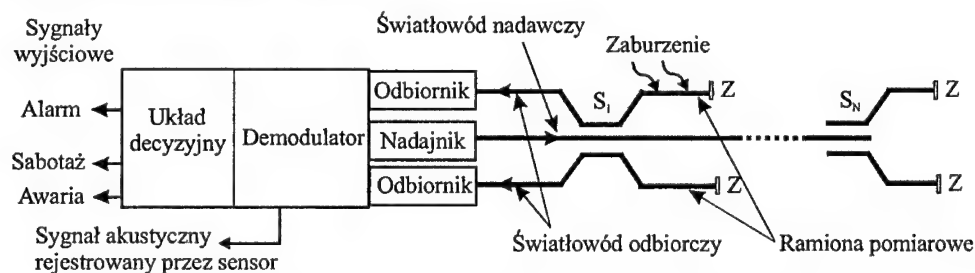 Sygnały
wyjściowe
Światłowód nadawczy
Zaburzenie
Alarm
Sabotaż
Awaria
Układ
decyzyjny
Demodulator
Odbiornik
Nadajnik
Odbiornik
S₁
Z
Z
S_N
Z
Z
Sygnał akustyczny
rejestrowany przez sensor
Światłowód odbiorczy
Ramiona pomiarowe